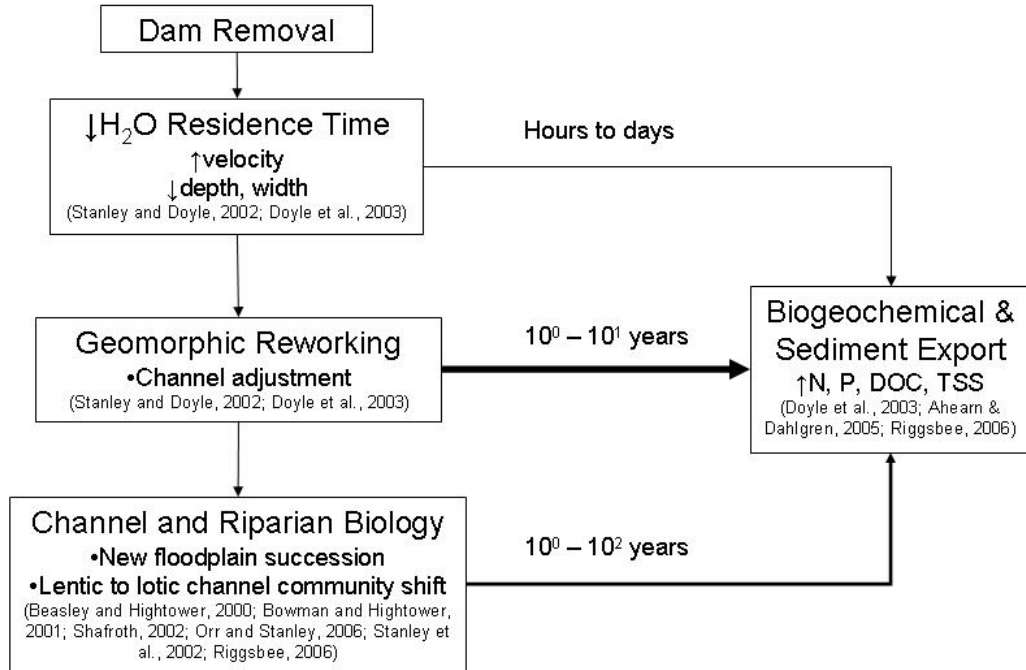 Dam Removal
↓H₂O Residence Time
↑velocity
↓depth, width
(Stanley and Doyle, 2002; Doyle et al., 2003)
Hours to days
Geomorphic Reworking
•Channel adjustment
(Stanley and Doyle, 2002; Doyle et al., 2003)
10⁰ – 10¹ years
Biogeochemical &
Sediment Export
↑N, P, DOC, TSS
(Doyle et al., 2003; Ahearn &
Dahlgren, 2005; Riggsbee, 2006)
Channel and Riparian Biology
•New floodplain succession
•Lentic to lotic channel community shift
(Beasley and Hightower, 2000; Bowman and Hightower,
2001; Shafroth, 2002; Orr and Stanley, 2006; Stanley et
al., 2002; Riggsbee, 2006)
10⁰ – 10² years